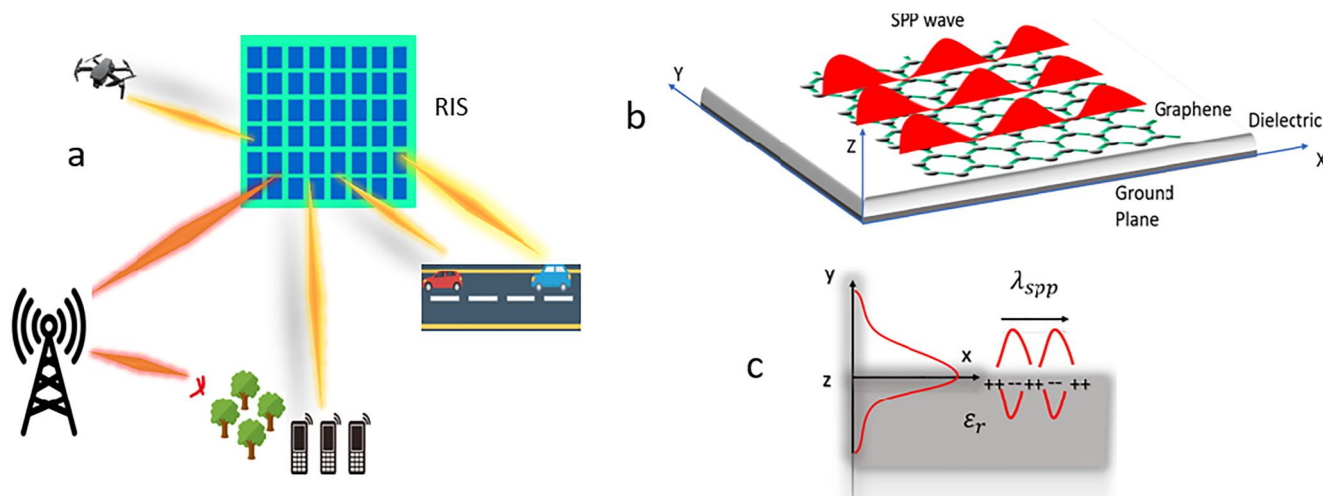 a
RIS
b
SPP wave
Y
Z
Graphene
Dielectric
X
Ground
Plane
c
y
λ_spp
x
z
++--++ -- ++
ε_r